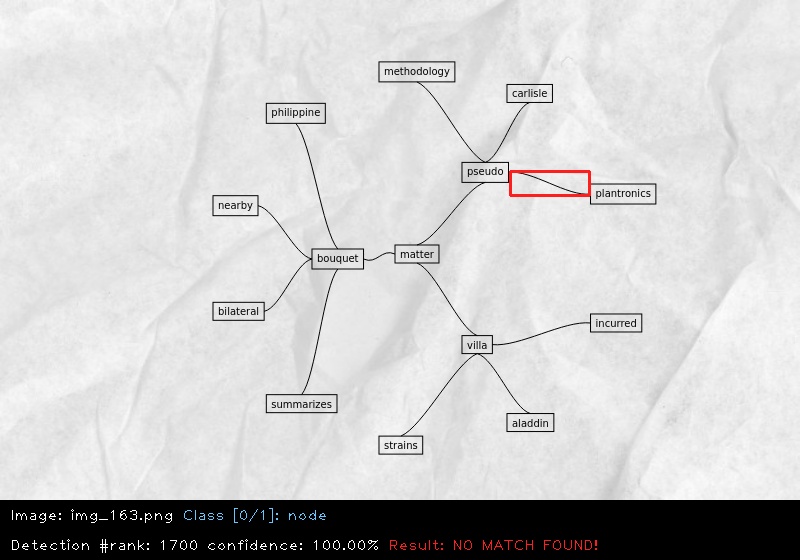 methodology
carlisle
philippine
pseudo
plantronics
nearby
matter
bouquet
bilateral
incurred
villa
summarizes
aladdin
strains
Image: img_163.png Class [0/1]: node
Detection #rank: 1700 confidence: 100.00% Result: NO MATCH FOUND!